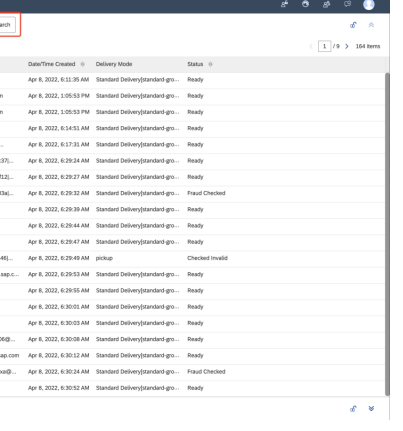 arch
1 / 9 > 164 items
Date/Time Created Delivery Mode Status
Apr 8, 2022, 6:11:35 AM Standard Delivery[standard-gro... Ready
n Apr 8, 2022, 1:05:53 PM Standard Delivery[standard-gro... Ready
n Apr 8, 2022, 1:05:53 PM Standard Delivery[standard-gro... Ready
Apr 8, 2022, 6:14:51 AM Standard Delivery[standard-gro... Ready
... Apr 8, 2022, 6:17:31 AM Standard Delivery[standard-gro... Ready
:37|... Apr 8, 2022, 6:29:24 AM Standard Delivery[standard-gro... Ready
f12|... Apr 8, 2022, 6:29:27 AM Standard Delivery[standard-gro... Ready
3a|... Apr 8, 2022, 6:29:32 AM Standard Delivery[standard-gro... Fraud Checked
Apr 8, 2022, 6:29:39 AM Standard Delivery[standard-gro... Ready
Apr 8, 2022, 6:29:44 AM Standard Delivery[standard-gro... Ready
Apr 8, 2022, 6:29:47 AM Standard Delivery[standard-gro... Ready
46|... Apr 8, 2022, 6:29:49 AM pickup Checked Invalid
.sap.c... Apr 8, 2022, 6:29:53 AM Standard Delivery[standard-gro... Ready
Apr 8, 2022, 6:29:55 AM Standard Delivery[standard-gro... Ready
Apr 8, 2022, 6:30:01 AM Standard Delivery[standard-gro... Ready
Apr 8, 2022, 6:30:03 AM Standard Delivery[standard-gro... Ready
06@... Apr 8, 2022, 6:30:08 AM Standard Delivery[standard-gro... Ready
ap.com Apr 8, 2022, 6:30:12 AM Standard Delivery[standard-gro... Ready
xa@... Apr 8, 2022, 6:30:24 AM Standard Delivery[standard-gro... Fraud Checked
Apr 8, 2022, 6:30:52 AM Standard Delivery[standard-gro... Ready